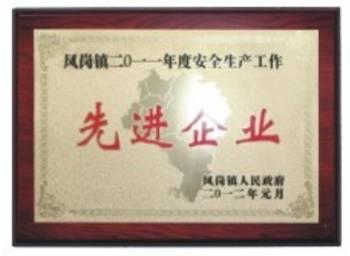 凤岗镇二〇一一年度安全生产工作
先进企业
凤岗镇人民政府
二〇一二年元月